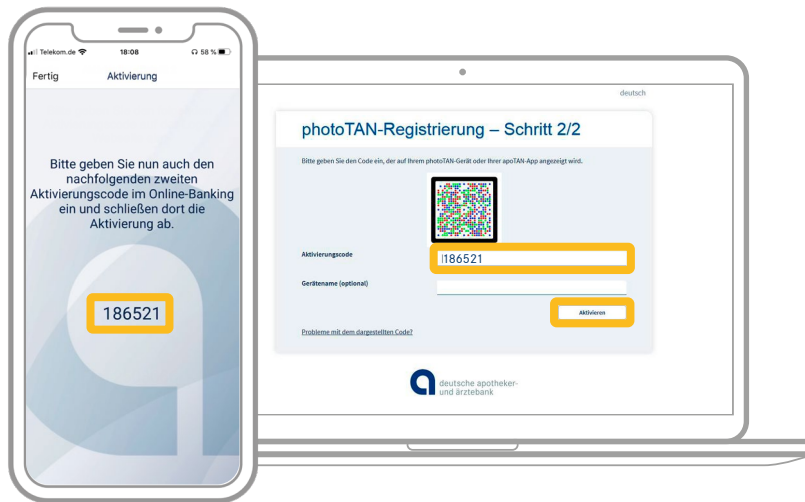 Telekom.de
18:08
58 %
Fertig
Aktivierung
Bitte geben Sie nun auch den
nachfolgenden zweiten
Aktivierungscode im Online-Banking
ein und schließen dort die
Aktivierung ab.
186521
deutsch
photoTAN-Registrierung – Schritt 2/2
Bitte geben Sie den Code ein, der auf Ihrem photoTAN-Gerät oder Ihrer apoTAN-App angezeigt wird.
Aktivierungscode
186521
Gerätename (optional)
Aktivieren
Probleme mit dem dargestellten Code?
deutsche apotheker-
und ärztebank